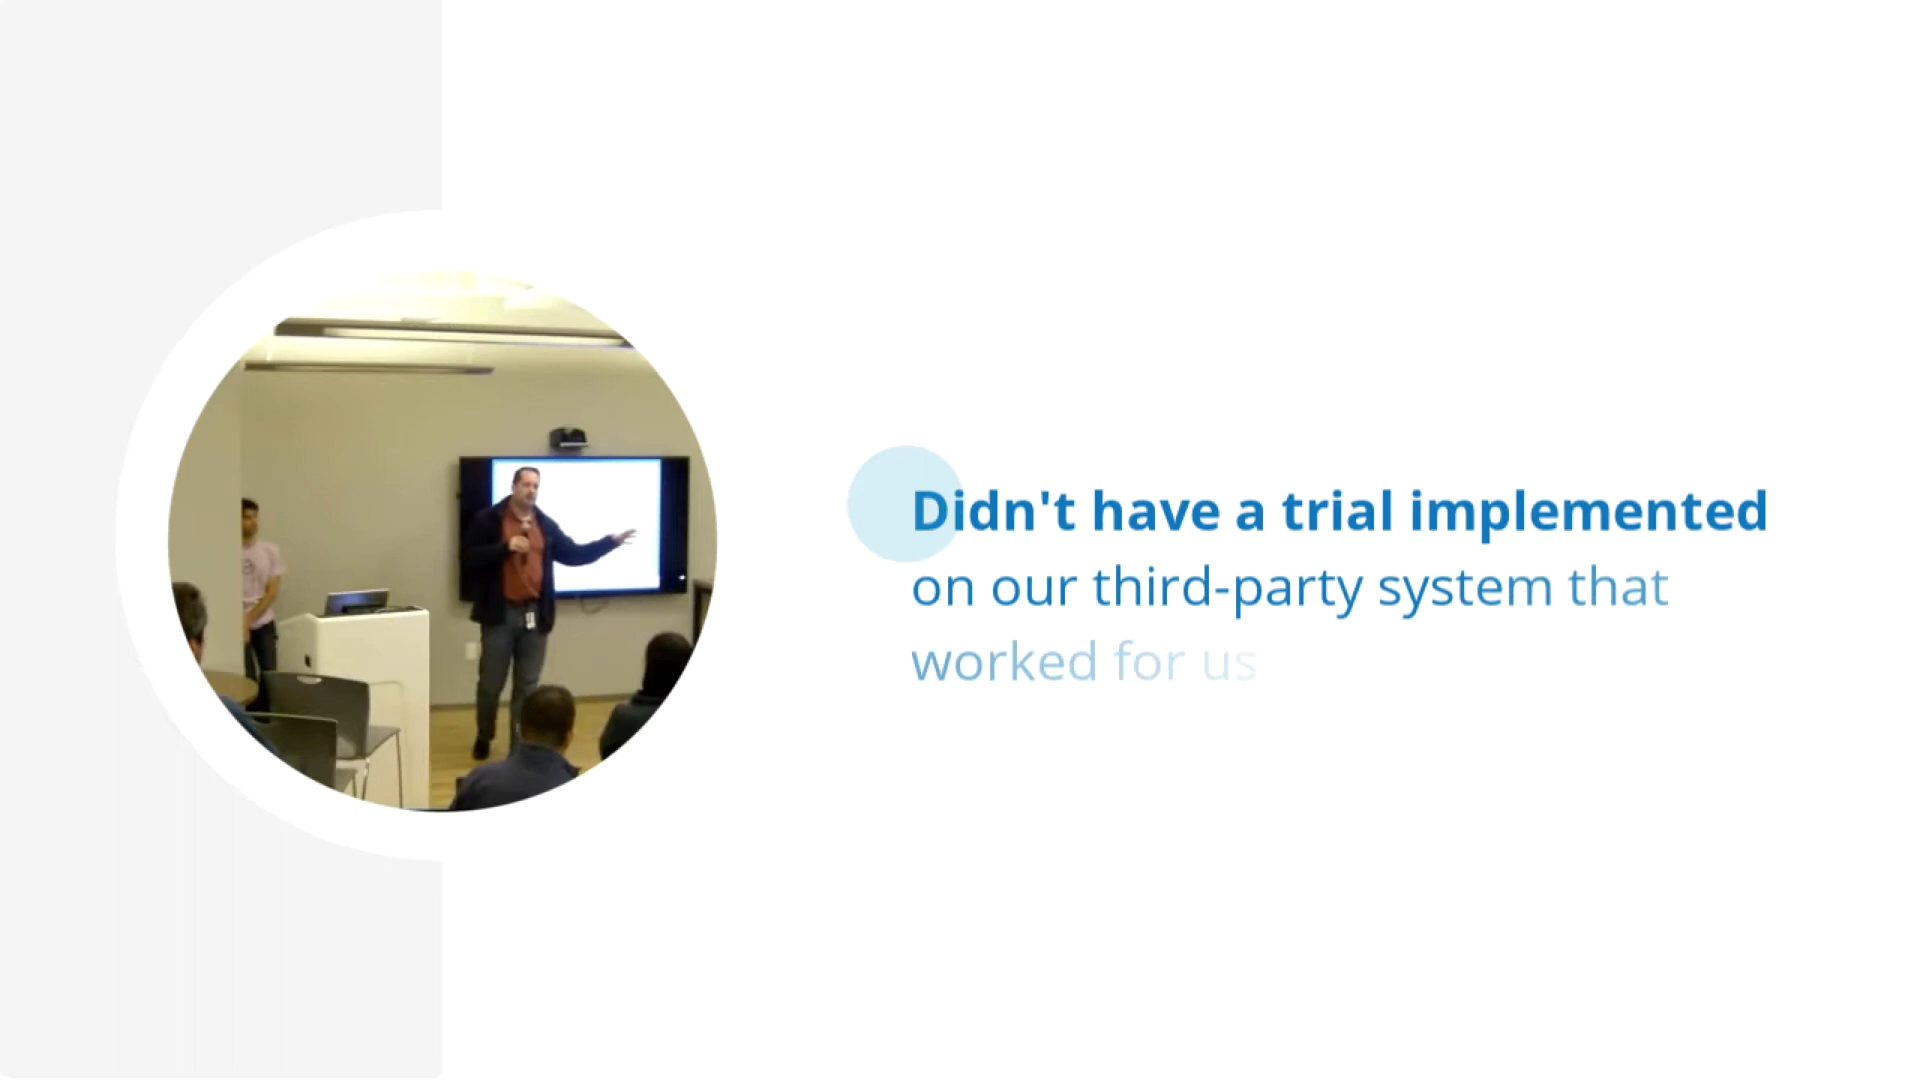 Didn't have a trial implemented
on our third-party system that
worked for us